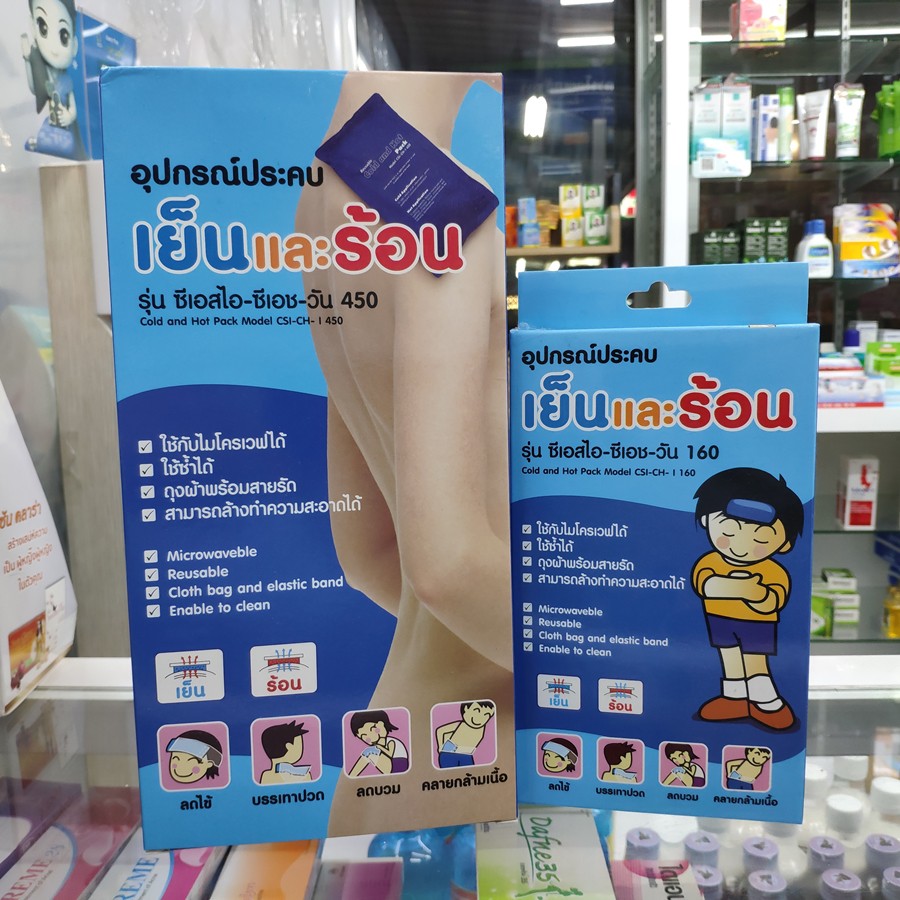 อุปกรณ์ประคบ
เย็นและร้อน
รุ่น ซีเอสไอ-ซีเอช-วัน 450
Cold and Hot Pack Model CSI-CH- I 450
ใช้กับไมโครเวฟได้
ใช้ซ้ำได้
ถุงผ้าพร้อมสายรัด
สามารถล้างทำความสะอาดได้
Microwaveble
Reusable
Cloth bag and elastic band
Enable to clean
เย็น
ร้อน
ลดไข้
บรรเทาปวด
ลดบวม
คลายกล้ามเนื้อ
อุปกรณ์ประคบ
เย็นและร้อน
รุ่น ซีเอสไอ-ซีเอช-วัน 160
Cold and Hot Pack Model CSI-CH- I 160
ใช้กับไมโครเวฟได้
ใช้ซ้ำได้
ถุงผ้าพร้อมสายรัด
สามารถล้างทำความสะอาดได้
Microwaveble
Reusable
Cloth bag and elastic band
Enable to clean
เย็น
ร้อน
ลดไข้
บรรเทาปวด
ลดบวม
คลายกล้ามเนื้อ
Dafne35